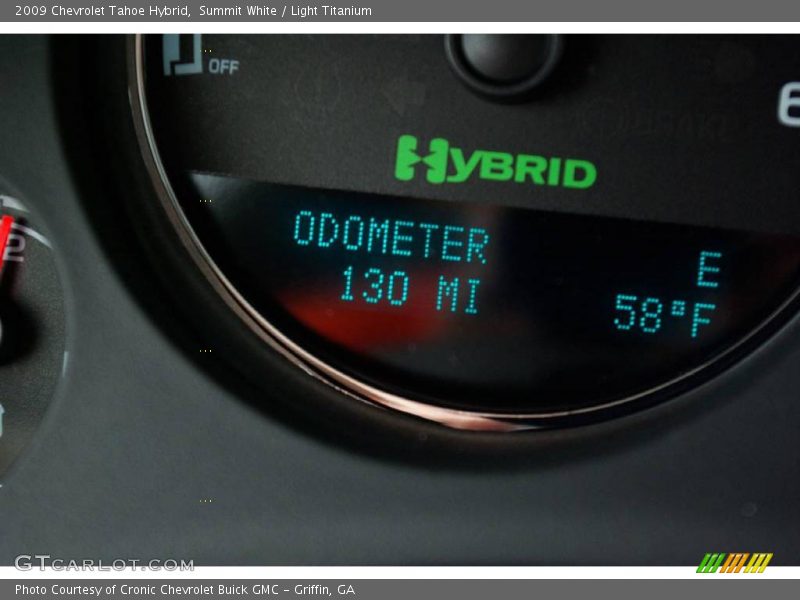 2009 Chevrolet Tahoe Hybrid,  Summit White / Light Titanium
OFF
6
HYBRID
ODOMETER E
130 MI 58°F
GTCARLOT.COM
Photo Courtesy of Cronic Chevrolet Buick GMC – Griffin, GA